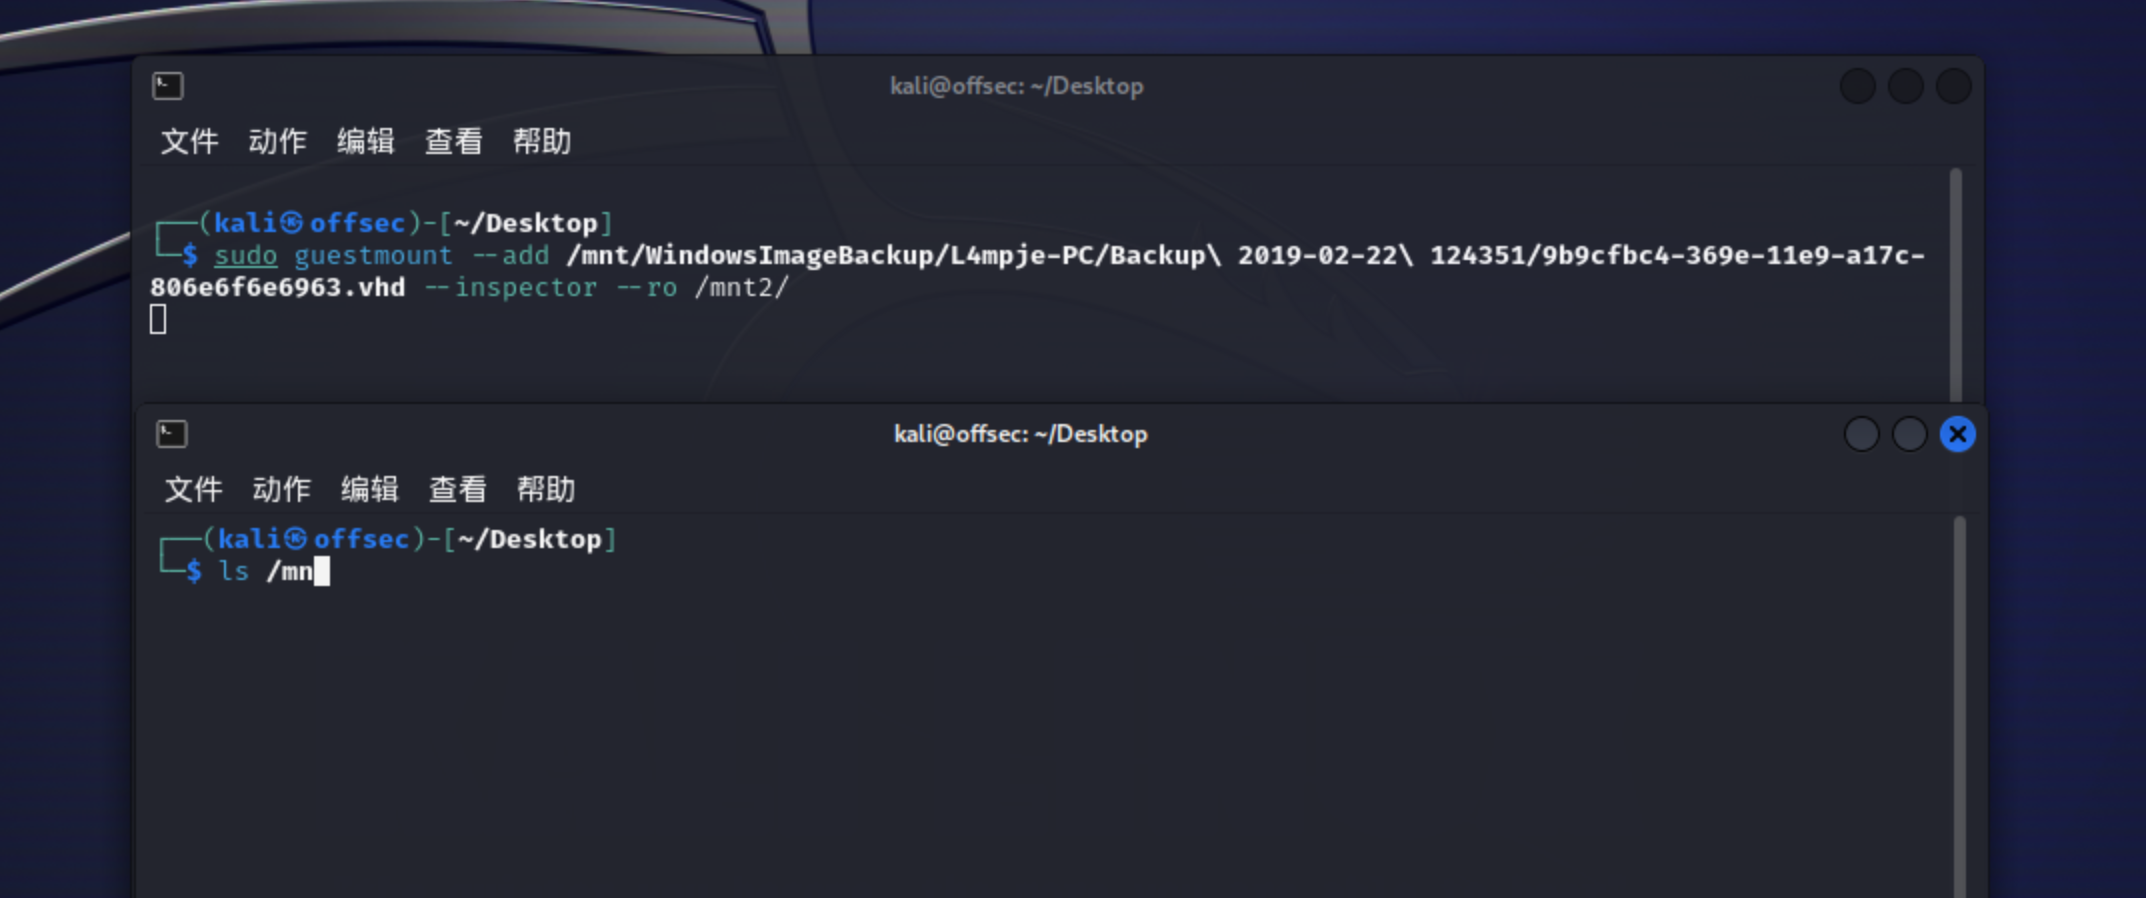 kali@offsec: ~/Desktop
文件 动作 编辑 查看 帮助
┌──(kali㉿offsec)-[~/Desktop]
└─$ sudo guestmount --add /mnt/WindowsImageBackup/L4mpje-PC/Backup\ 2019-02-22\ 124351/9b9cfbc4-369e-11e9-a17c-
806e6f6e6963.vhd --inspector --ro /mnt2/
kali@offsec: ~/Desktop
文件 动作 编辑 查看 帮助
┌──(kali㉿offsec)-[~/Desktop]
└─$ ls /mn